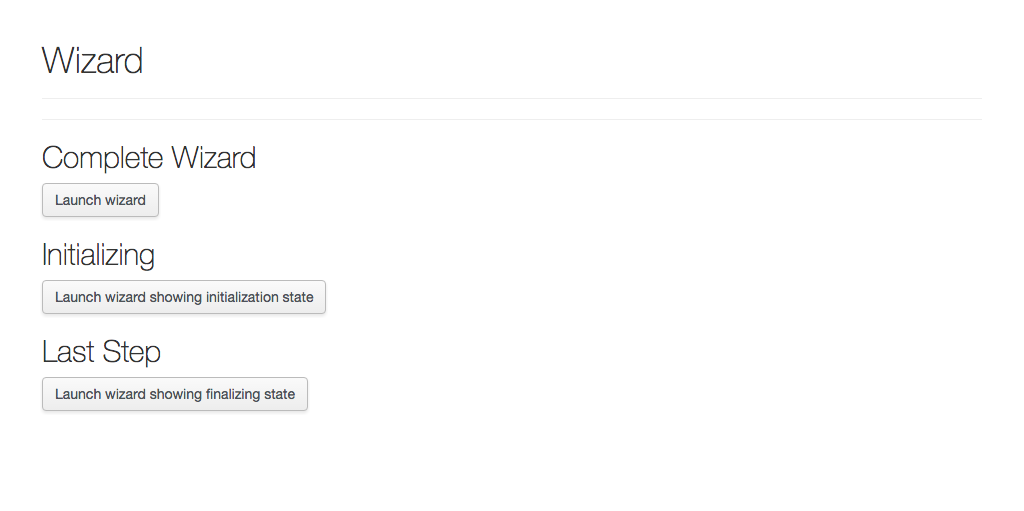 Wizard
Complete Wizard
Launch wizard
Initializing
Launch wizard showing initialization state
Last Step
Launch wizard showing finalizing state